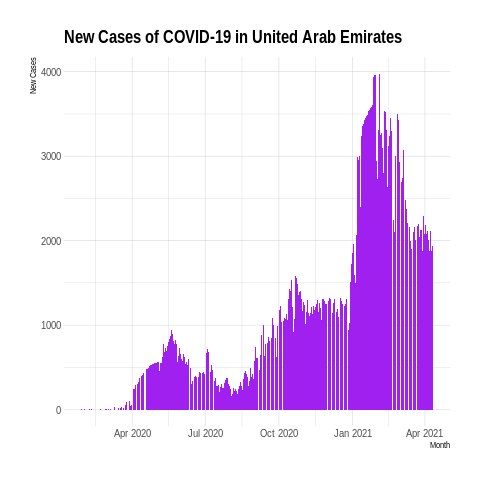 New Cases of COVID-19 in United Arab Emirates
New Cases
4000
3000
2000
1000
0
Apr 2020 Jul 2020 Oct 2020 Jan 2021 Apr 2021
Month